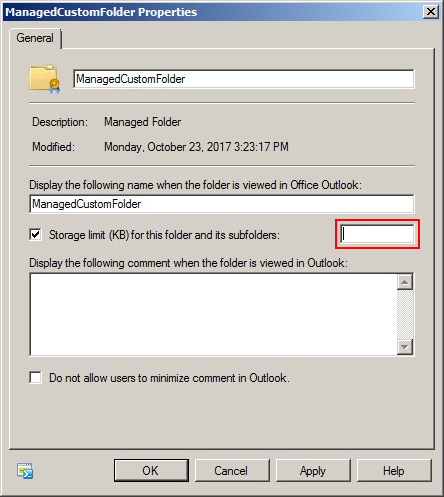 ManagedCustomFolder Properties
General
ManagedCustomFolder
Description: Managed Folder
Modified: Monday, October 23, 2017 3:23:17 PM
Display the following name when the folder is viewed in Office Outlook:
ManagedCustomFolder
Storage limit (KB) for this folder and its subfolders:
Display the following comment when the folder is viewed in Outlook:
Do not allow users to minimize comment in Outlook.
OK Cancel Apply Help